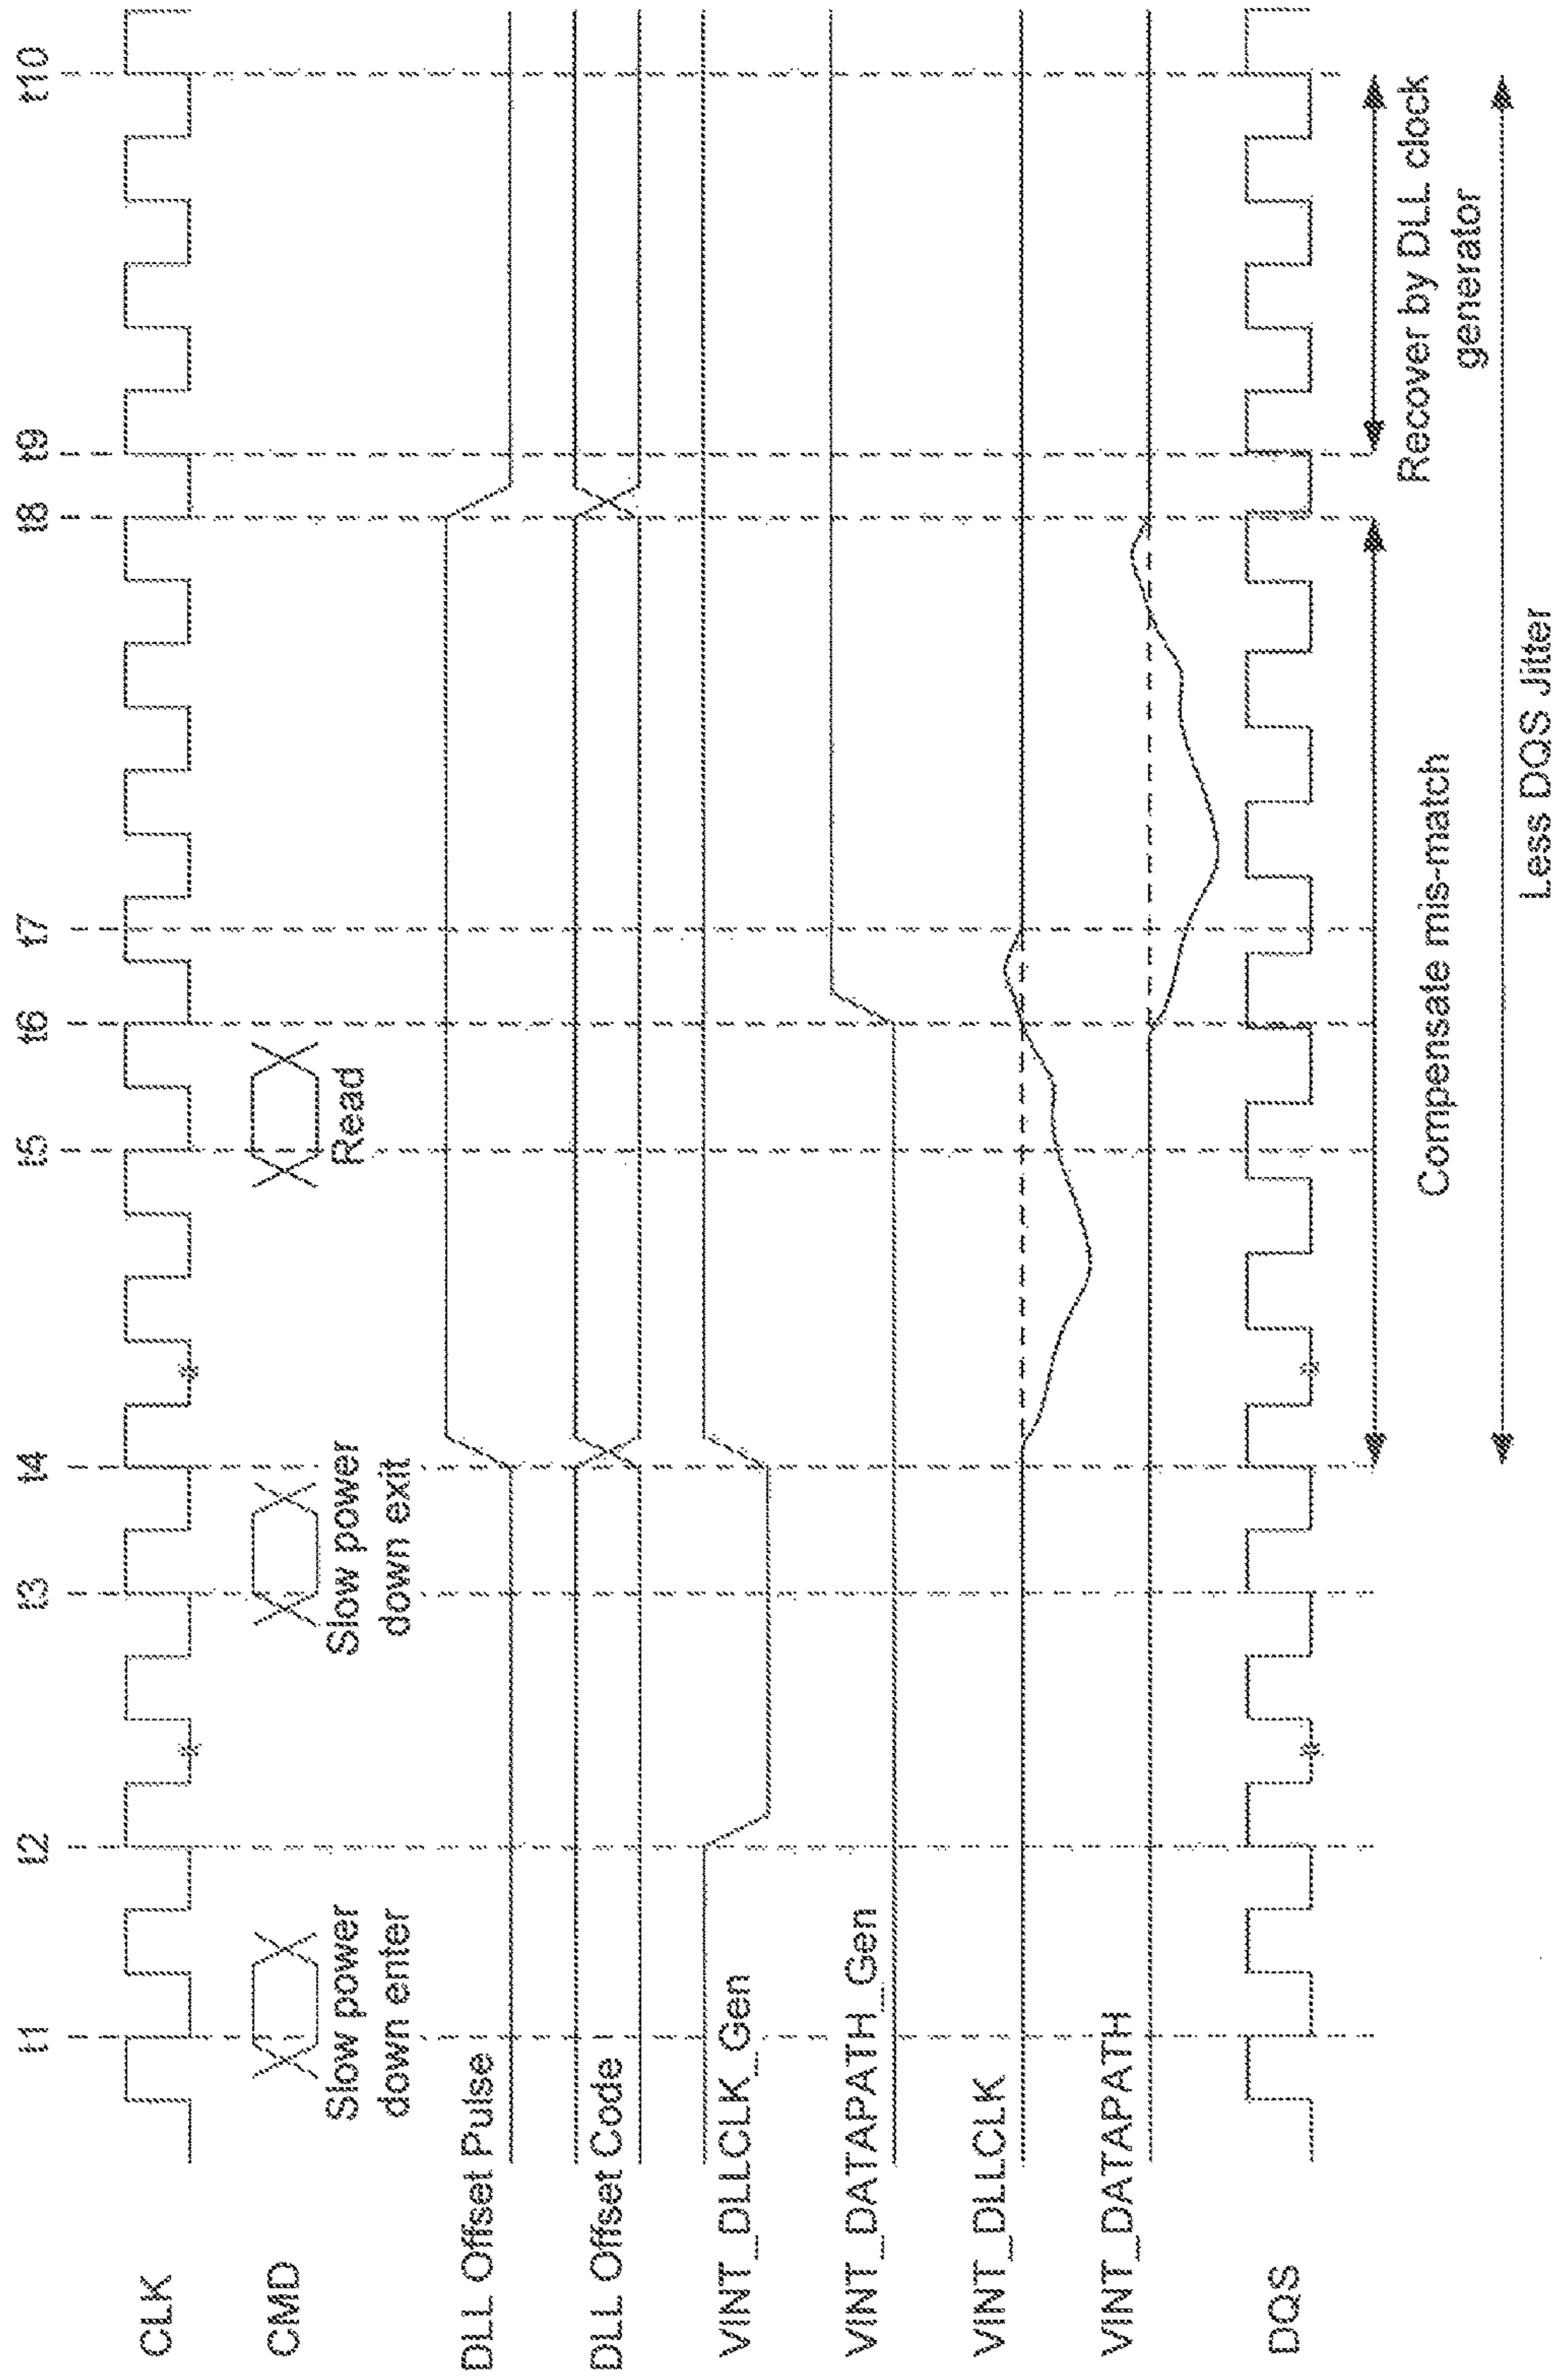 t1 t2 t3 t4 t5 t6 t7 t8 t9 t10
CLK
CMD
Slow power
down enter
Slow power
down exit
Read
DLL Offset Pulse
DLL Offset Code
VINT_DLLCLK_Gen
VINT_DATAPATH_Gen
VINT_DLLCLK
VINT_DATAPATH
DQS
Compensate mis-match
Recover by DLL clock
generator
Less DQS Jitter